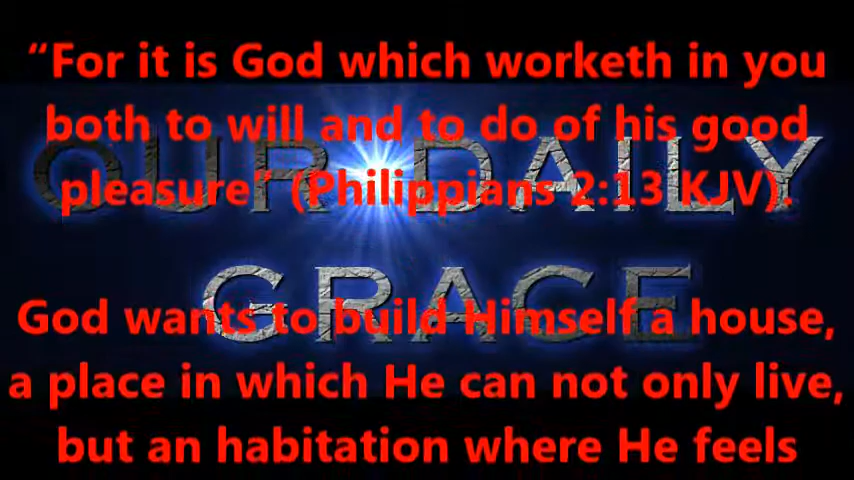 “For it is God which worketh in you
both to will and to do of his good
OUR DAILY
pleasure” (Philippians 2:13 KJV).
GRACE
God wants to build Himself a house,
a place in which He can not only live,
but an habitation where He feels